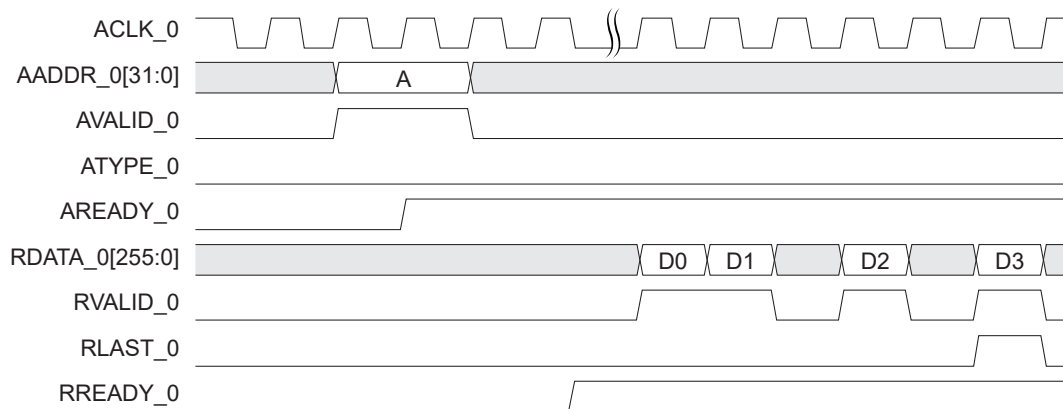 ACLK_0
AADDR_0[31:0] A
AVALID_0
ATYPE_0
AREADY_0
RDATA_0[255:0] D0 D1 D2 D3
RVALID_0
RLAST_0
RREADY_0